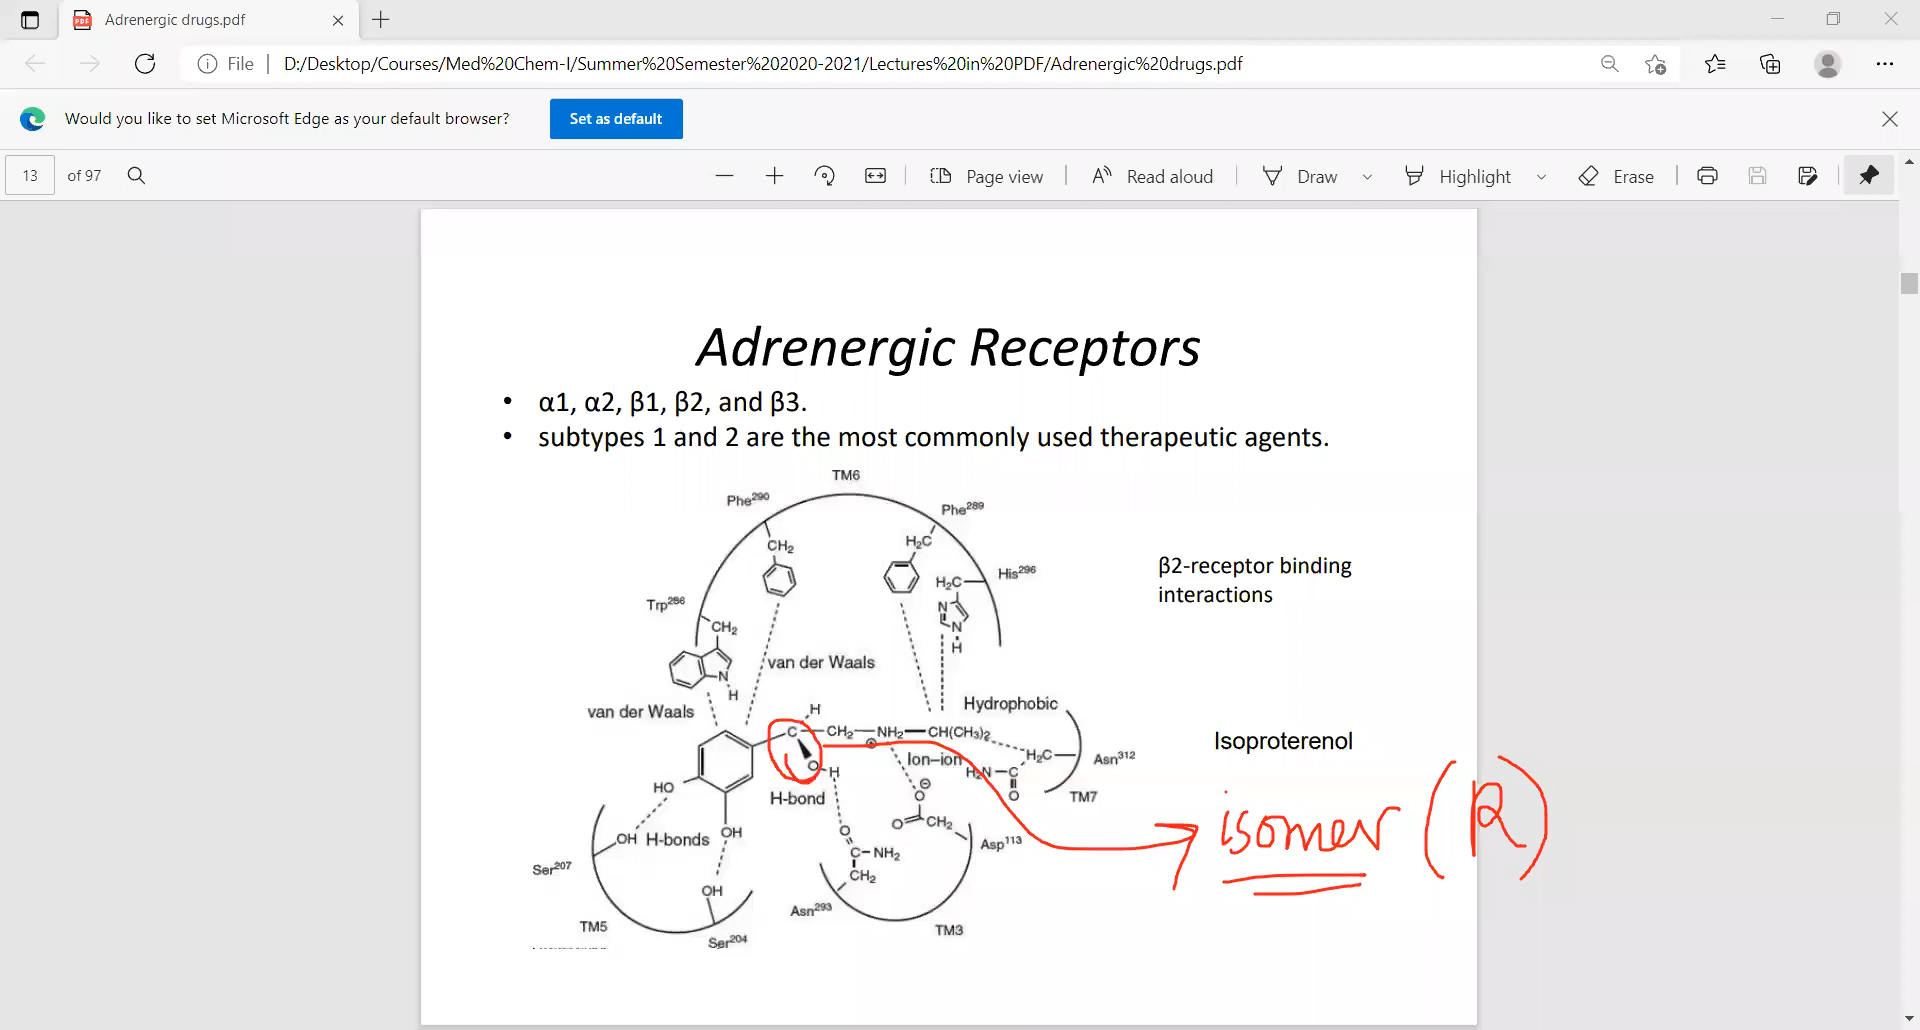 Adrenergic drugs.pdf
File
D:/Desktop/Courses/Med%20Chem-I/Summer%20Semester%202020-2021/Lectures%20in%20PDF/Adrenergic%20drugs.pdf
Would you like to set Microsoft Edge as your default browser?
Set as default
13 of 97
Page view
Read aloud
Draw
Highlight
Erase
Adrenergic Receptors
• α1, α2, β1, β2, and β3.
• subtypes 1 and 2 are the most commonly used therapeutic agents.
TM6
Phe290
Phe289
CH2
H2C
His296
H2C
Trp286
CH2
N
N
H
β2-receptor binding
interactions
van der Waals
N
H
van der Waals
Hydrophobic
H
C CH2 NH2 CH(CH3)2
⊕
Isoproterenol
O H
Ion–ion
H2C
Asn312
H2N C
O
TM7
HO
H-bond
⊖
O
O CH2
Asp113
OH
H-bonds
OH
O
C NH2
CH2
Ser207
OH
Asn293
TM5
Ser204
TM3
isomer (R)